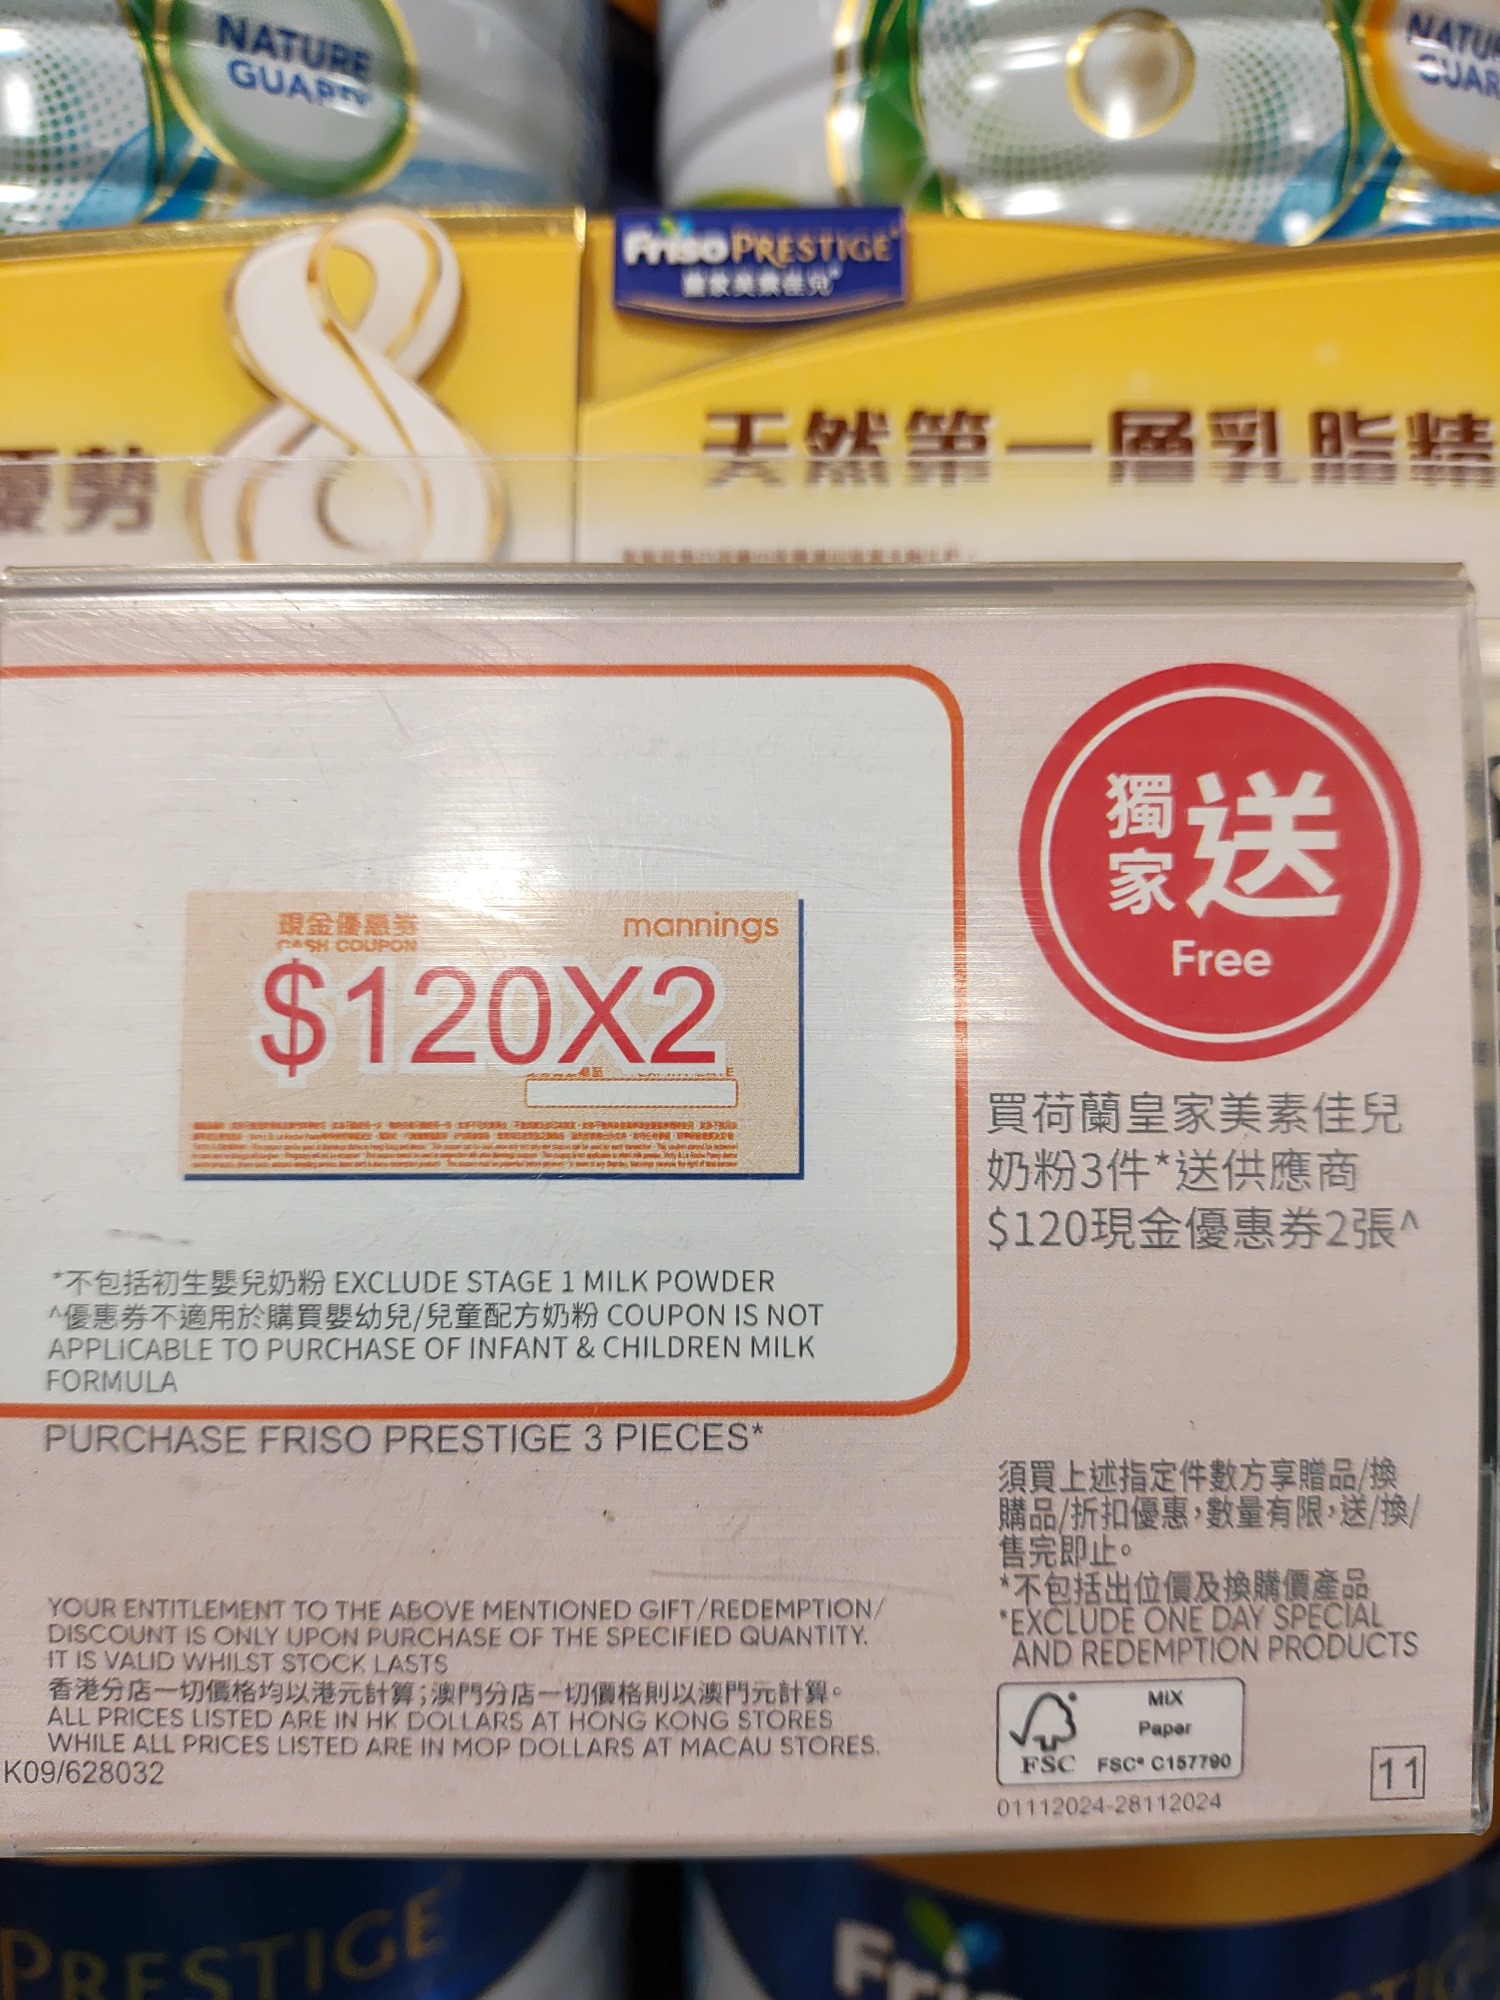 NATURE
GUARD
NATU
GUAR
Friso PRESTIGE
皇家美素佳兒
優勢
天然第一層乳脂精
獨家 送
Free
現金優惠券 mannings
CASH COUPON
$120X2
買荷蘭皇家美素佳兒
奶粉3件*送供應商
$120現金優惠券2張^
*不包括初生嬰兒奶粉 EXCLUDE STAGE 1 MILK POWDER
^優惠券不適用於購買嬰幼兒/兒童配方奶粉 COUPON IS NOT
APPLICABLE TO PURCHASE OF INFANT & CHILDREN MILK
FORMULA
PURCHASE FRISO PRESTIGE 3 PIECES*
須買上述指定件數方享贈品/換
購品/折扣優惠，數量有限，送/換/
售完即止。
*不包括出位價及換購價產品
*EXCLUDE ONE DAY SPECIAL
AND REDEMPTION PRODUCTS
YOUR ENTITLEMENT TO THE ABOVE MENTIONED GIFT/REDEMPTION/
DISCOUNT IS ONLY UPON PURCHASE OF THE SPECIFIED QUANTITY.
IT IS VALID WHILST STOCK LASTS
香港分店一切價格均以港元計算；澳門分店一切價格則以澳門元計算。
ALL PRICES LISTED ARE IN HK DOLLARS AT HONG KONG STORES
WHILE ALL PRICES LISTED ARE IN MOP DOLLARS AT MACAU STORES.
K09/628032
MIX
Paper
FSC FSC® C157790
11
01112024-28112024
PRESTIGE
Fri